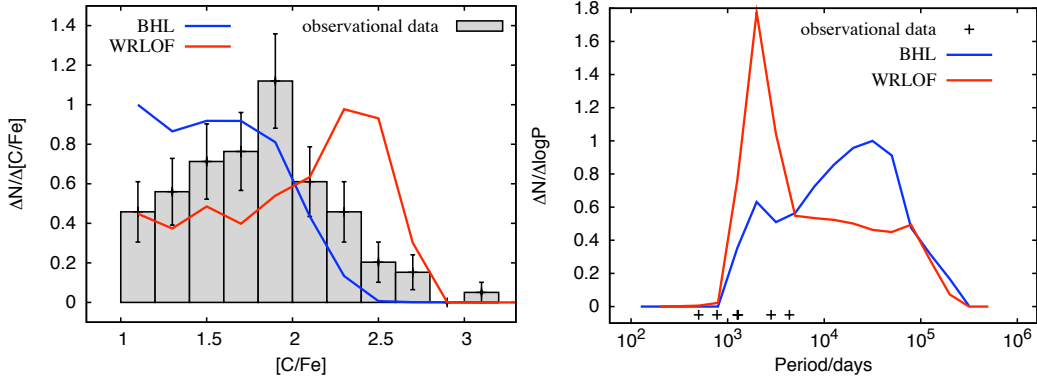 BHL
WRLOF
observational data
1.4
1.2
1
0.8
0.6
0.4
0.2
0
ΔN/Δ[C/Fe]
1
1.5
2
2.5
3
[C/Fe]
observational data
BHL
WRLOF
1.8
1.6
1.4
1.2
1
0.8
0.6
0.4
0.2
0
ΔN/ΔlogP
10²
10³
10⁴
10⁵
10⁶
Period/days